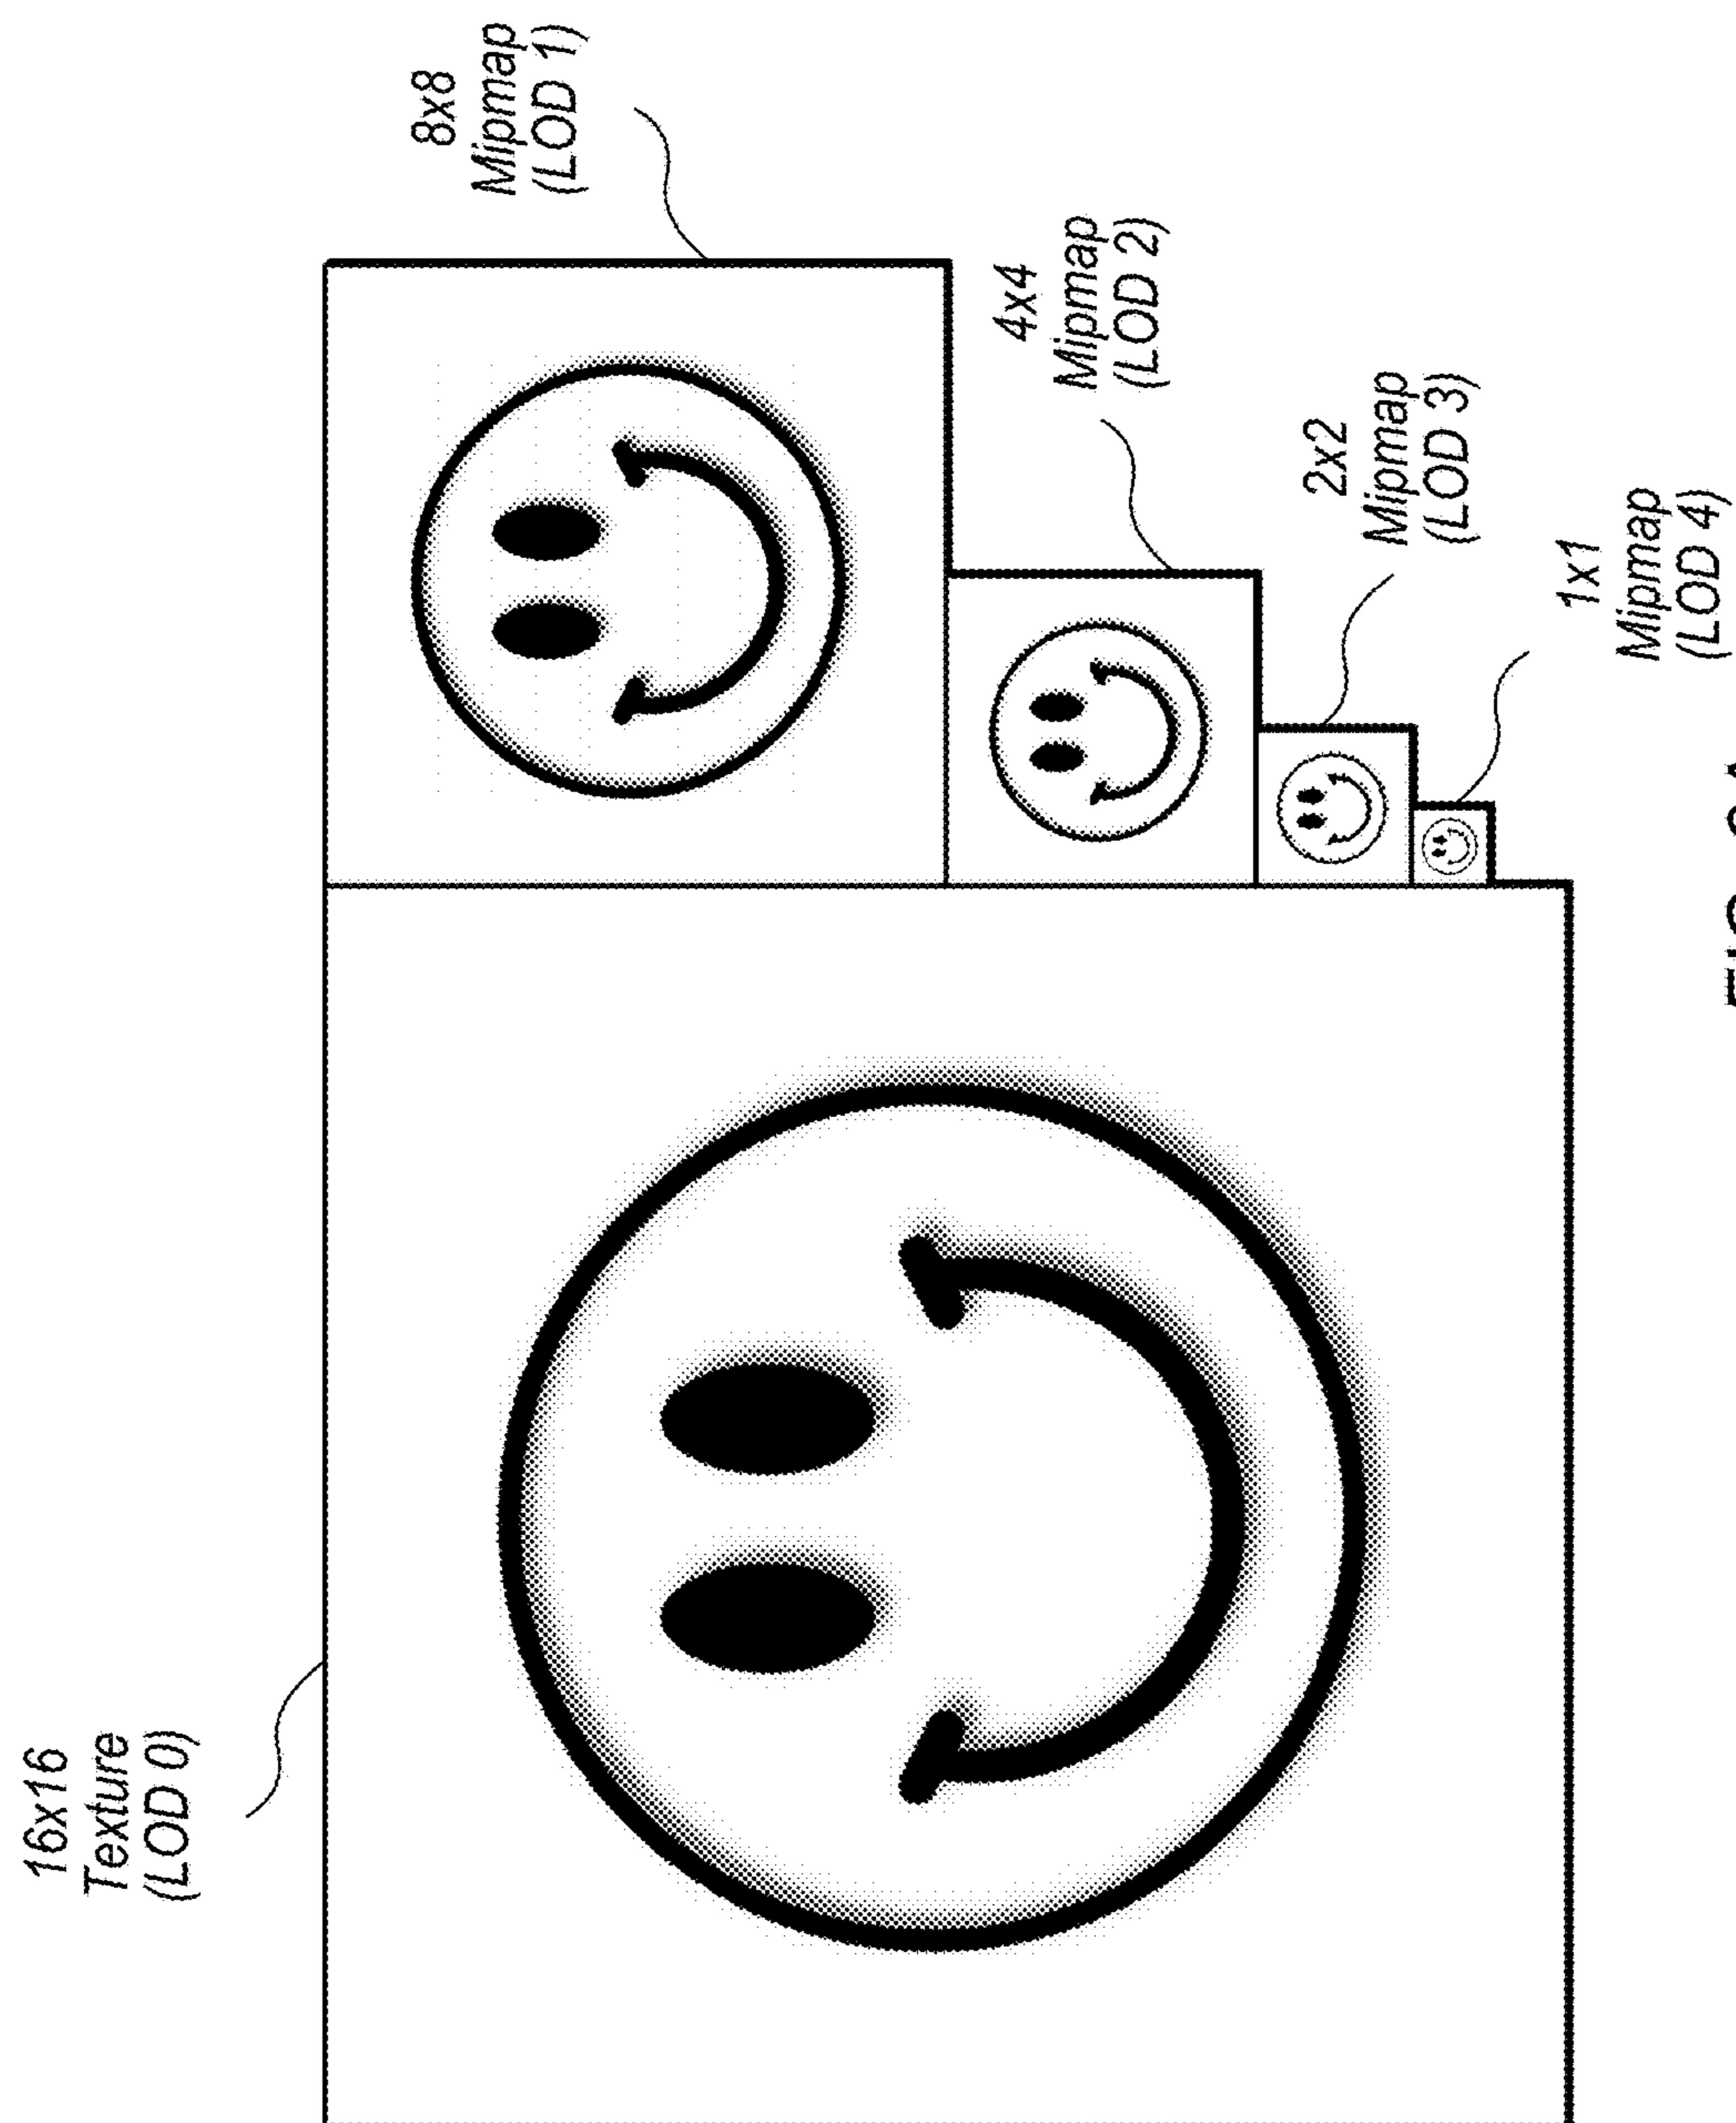 16x16
Texture
(LOD 0)
8x8
Mipmap
(LOD 1)
4x4
Mipmap
(LOD 2)
2x2
Mipmap
(LOD 3)
1x1
Mipmap
(LOD 4)